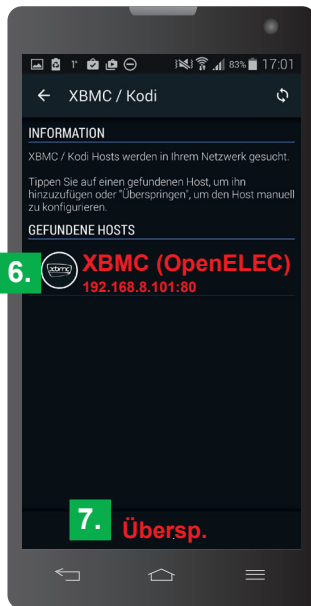 1° 83% 17:01
XBMC / Kodi
INFORMATION
XBMC / Kodi Hosts werden in Ihrem Netzwerk gesucht.
Tippen Sie auf einen gefundenen Host, um ihn
hinzuzufügen oder "Überspringen", um den Host manuell
zu konfigurieren.
GEFUNDENE HOSTS
6. xbmc XBMC (OpenELEC)
192.168.8.101:80
7. Übersp.